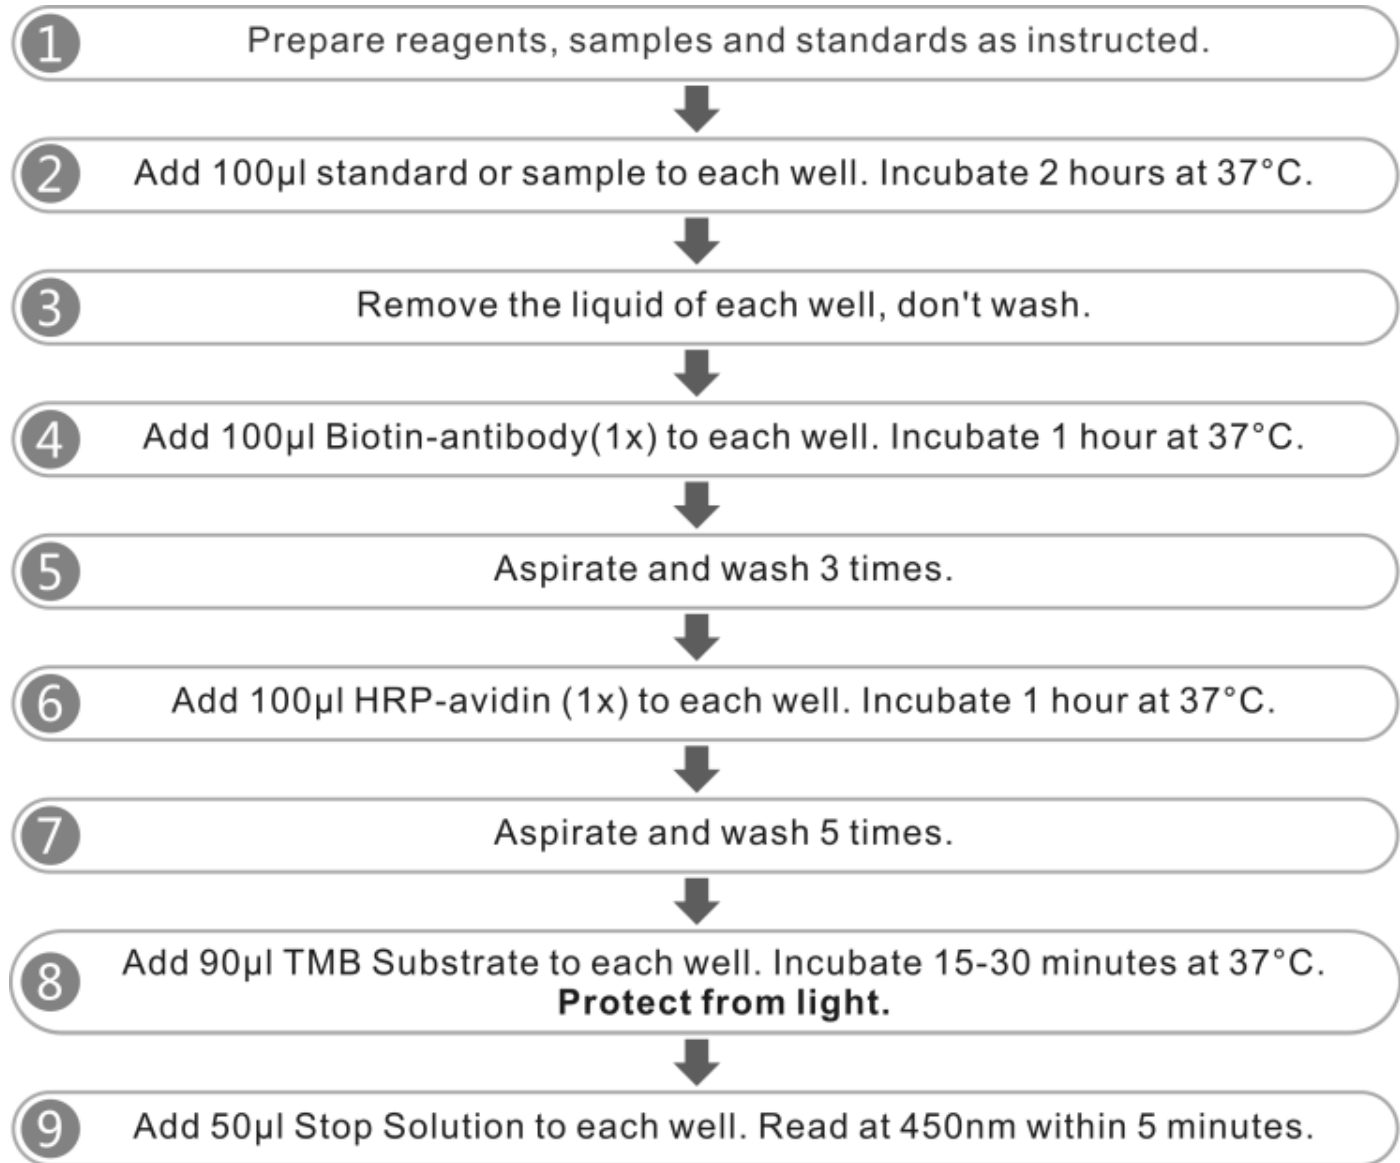 1 Prepare reagents, samples and standards as instructed.
2 Add 100µl standard or sample to each well. Incubate 2 hours at 37°C.
3 Remove the liquid of each well, don't wash.
4 Add 100µl Biotin-antibody(1x) to each well. Incubate 1 hour at 37°C.
5 Aspirate and wash 3 times.
6 Add 100µl HRP-avidin (1x) to each well. Incubate 1 hour at 37°C.
7 Aspirate and wash 5 times.
8 Add 90µl TMB Substrate to each well. Incubate 15-30 minutes at 37°C.
Protect from light.
9 Add 50µl Stop Solution to each well. Read at 450nm within 5 minutes.